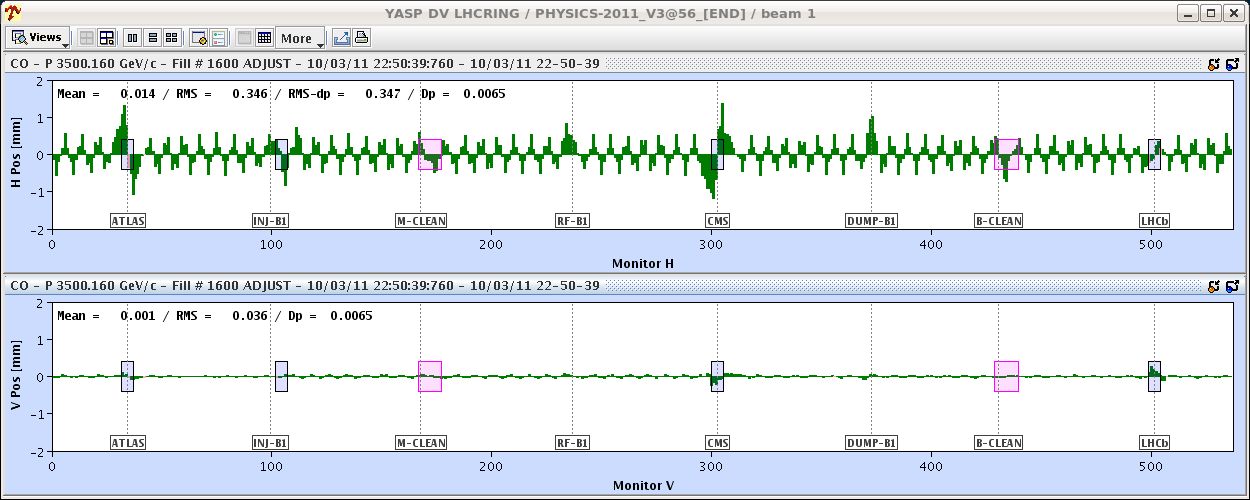 YASP DV LHCRING / PHYSICS-2011_V3@56_[END] / beam 1
Views More
CO - P 3500.160 GeV/c - Fill # 1600 ADJUST - 10/03/11 22:50:39:760 - 10/03/11 22-50-39
Mean = 0.014 / RMS = 0.346 / RMS-dp = 0.347 / Dp = 0.0065
H Pos [mm]
2
1
0
-1
-2
ATLAS INJ-B1 M-CLEAN RF-B1 CMS DUMP-B1 B-CLEAN LHCb
0 100 200 300 400 500
Monitor H
CO - P 3500.160 GeV/c - Fill # 1600 ADJUST - 10/03/11 22:50:39:760 - 10/03/11 22-50-39
Mean = 0.001 / RMS = 0.036 / Dp = 0.0065
V Pos [mm]
2
1
0
-1
-2
ATLAS INJ-B1 M-CLEAN RF-B1 CMS DUMP-B1 B-CLEAN LHCb
0 100 200 300 400 500
Monitor V